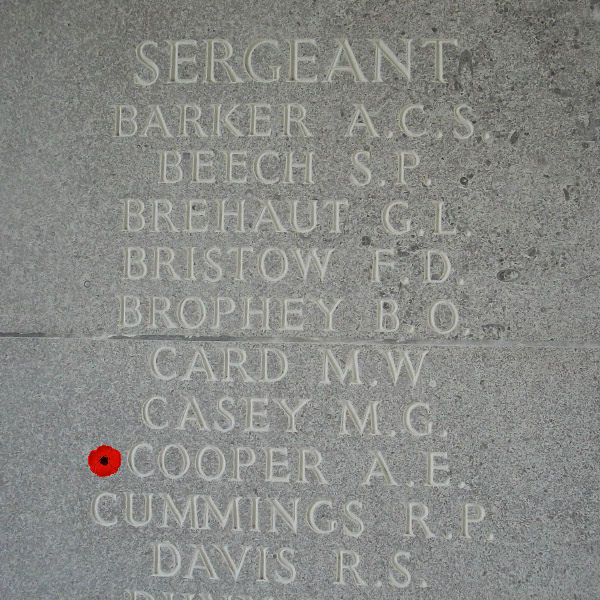 SERGEANT
BARKER A.C.S.
BEECH S.P.
BREHAUT G.L.
BRISTOW F.D.
BROPHEY B.O.
CARD M.W.
CASEY M.G.
COOPER A.E.
CUMMINGS R.P.
DAVIS R.S.